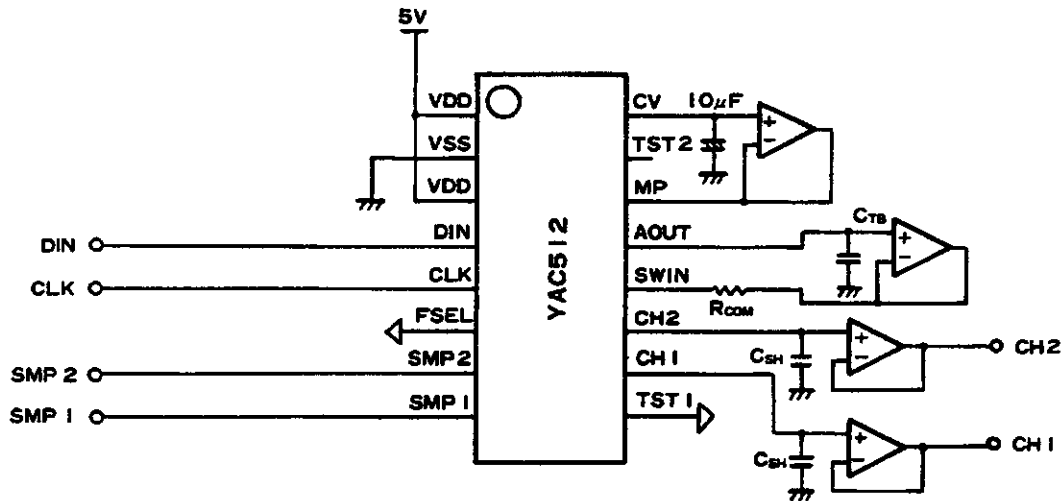 5V
VDD
VSS
VDD
DIN
DIN
CLK
CLK
FSEL
SMP 2
SMP2
SMP 1
SMP1
YAC512
CV
10μF
+
−
TST2
MP
AOUT
CTB
+
−
SWIN
RCOM
CH2
CSH
+
−
CH2
CH1
TST1
CSH
+
−
CH1